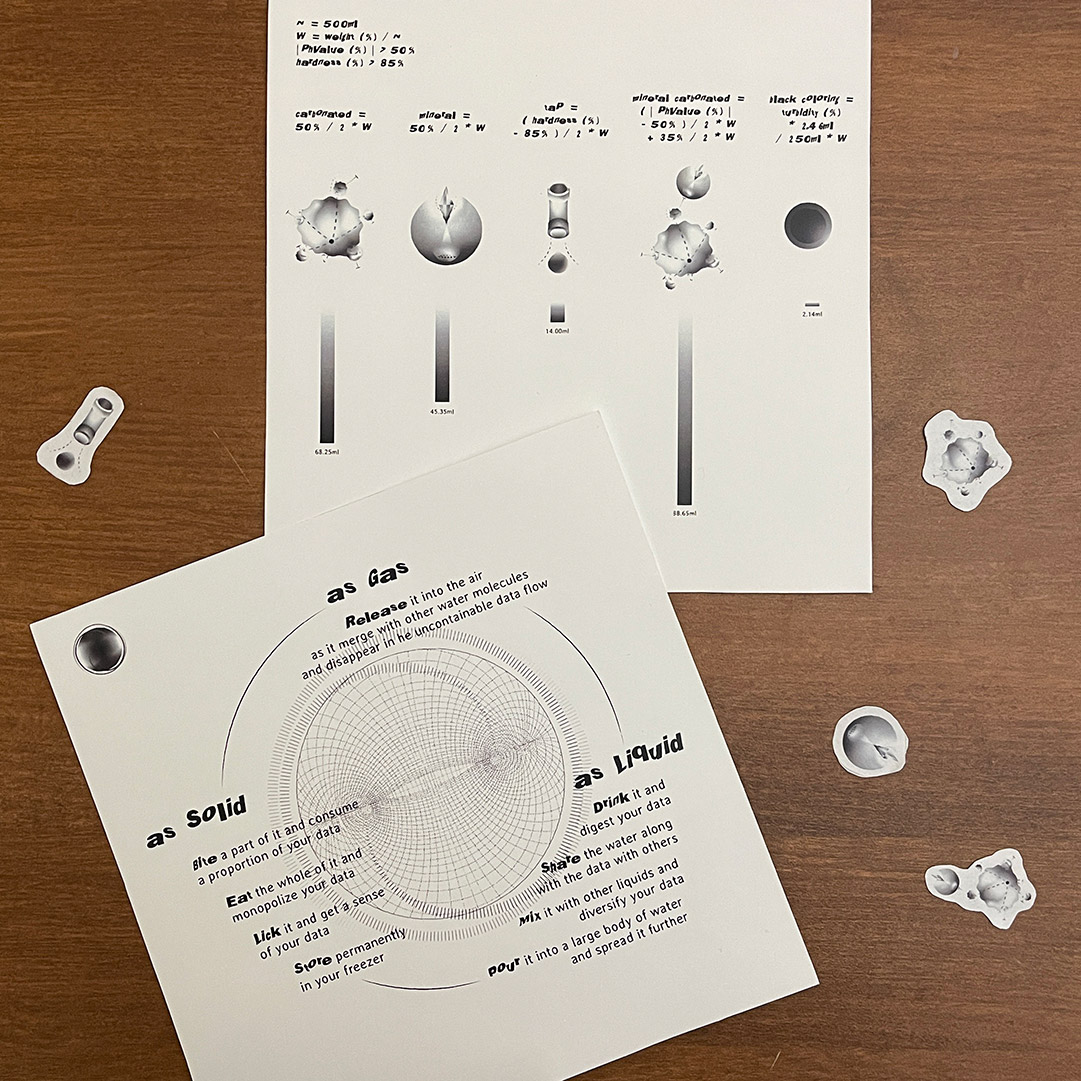 ~ = 500ml
W = weight (%) / ~
|PhValue (%)| > 50%
hardness (%) > 85%
carbonated =
50% / 2 * W
mineral =
50% / 2 * W
taP =
( hardness (%)
- 85% ) / 2 * W
mineral carbonated =
( | PhValue (%) |
- 50% ) / 2 * W
+ 35% / 2 * W
black coloring =
turbidity (%)
* 2.46ml
/ 250ml * W
68.25ml
45.35ml
14.00ml
98.65ml
2.14ml
as Gas
Release it into the air
as it merge with other water molecules
and disappear in he uncontainable data flow
as Solid
Bite a part of it and consume
a proportion of your data
Eat the whole of it and
monopolize your data
Lick it and get a sense
of your data
Store permanently
in your freezer
as Liquid
Drink it and
digest your data
Share the water along
with the data with others
Mix it with other liquids and
diversify your data
Pour it into a large body of water
and spread it further